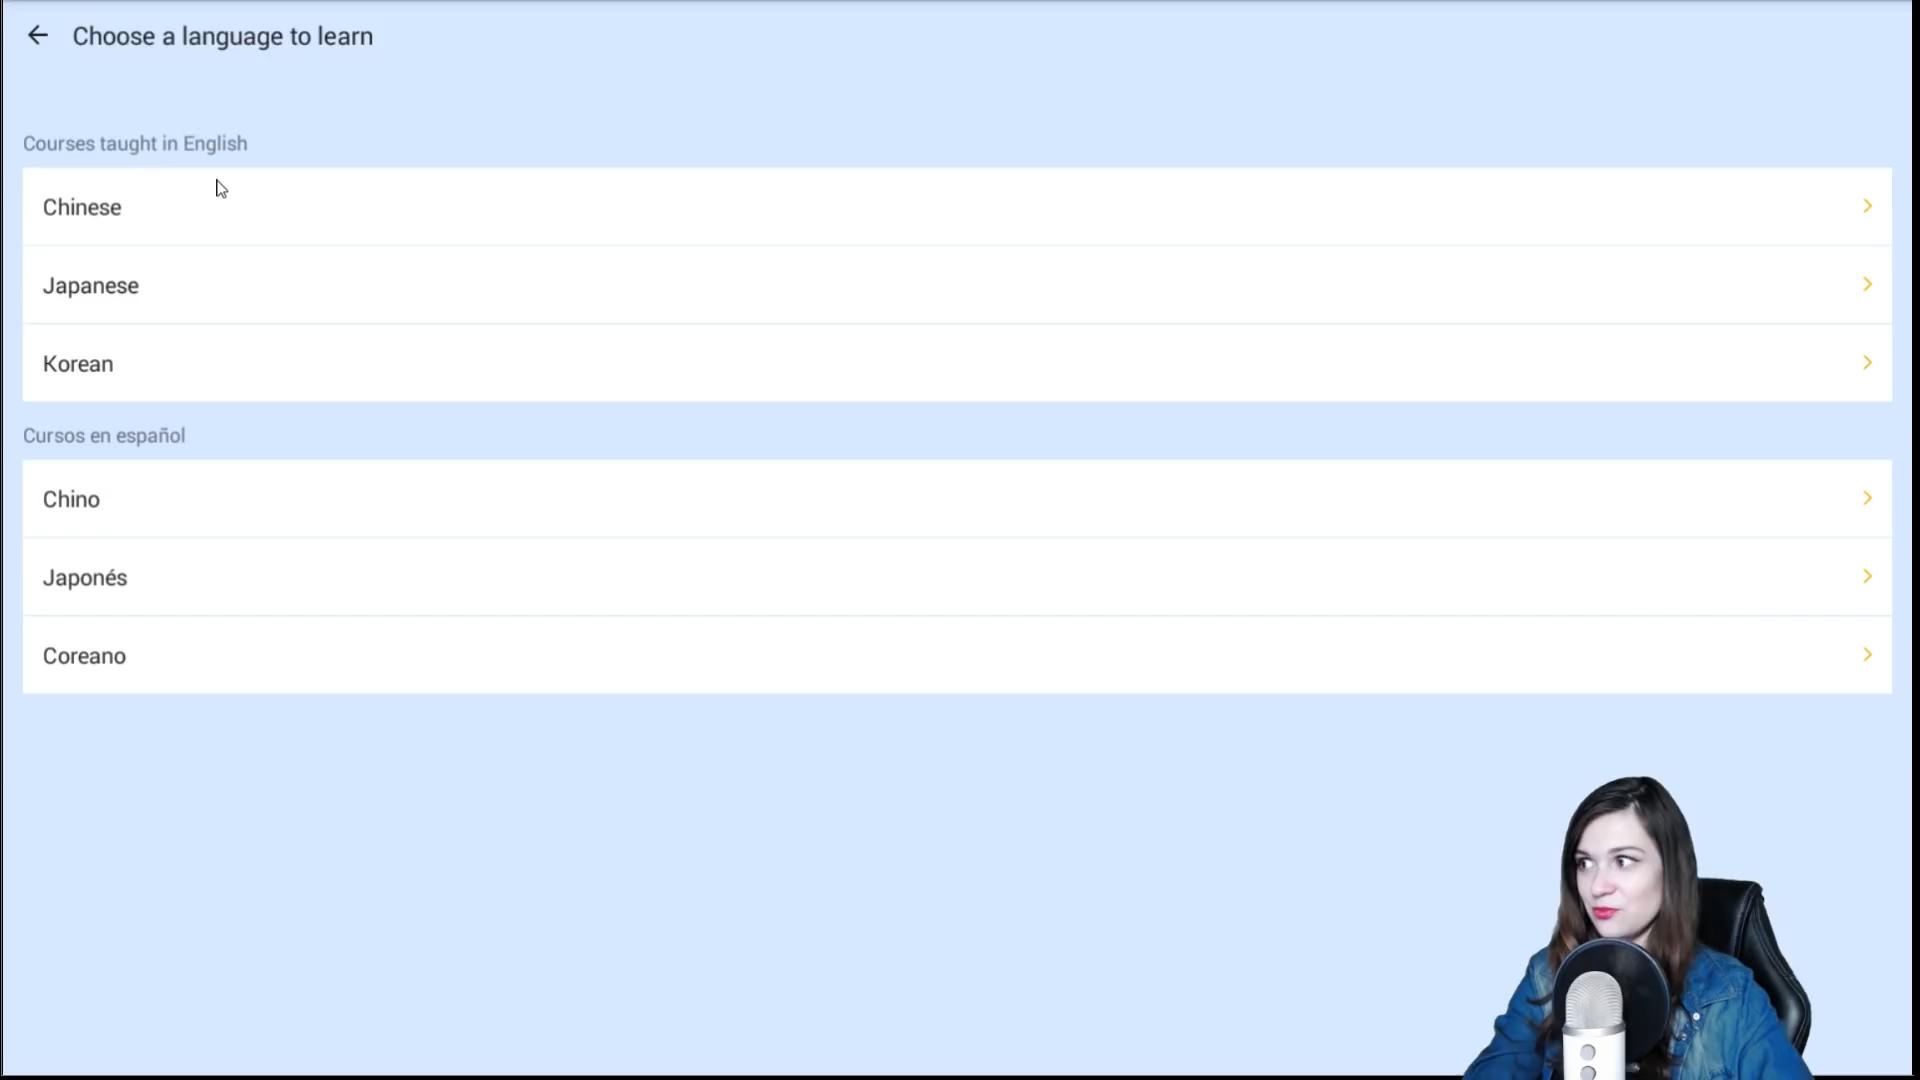 Choose a language to learn
Courses taught in English
Chinese
Japanese
Korean
Cursos en español
Chino
Japonés
Coreano